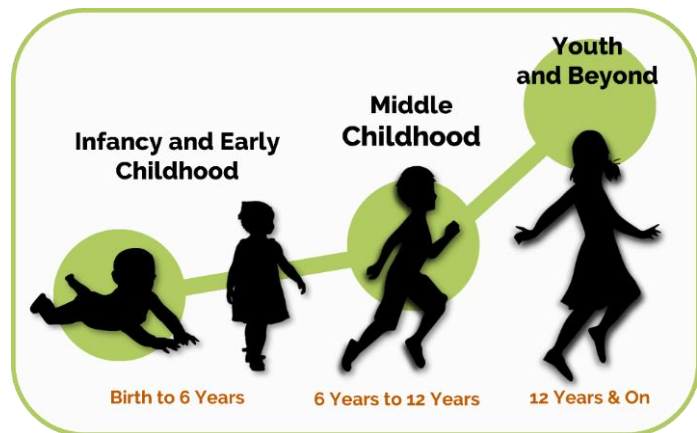 Infancy and Early
Childhood
Birth to 6 Years
Middle
Childhood
6 Years to 12 Years
Youth
and Beyond
12 Years & On